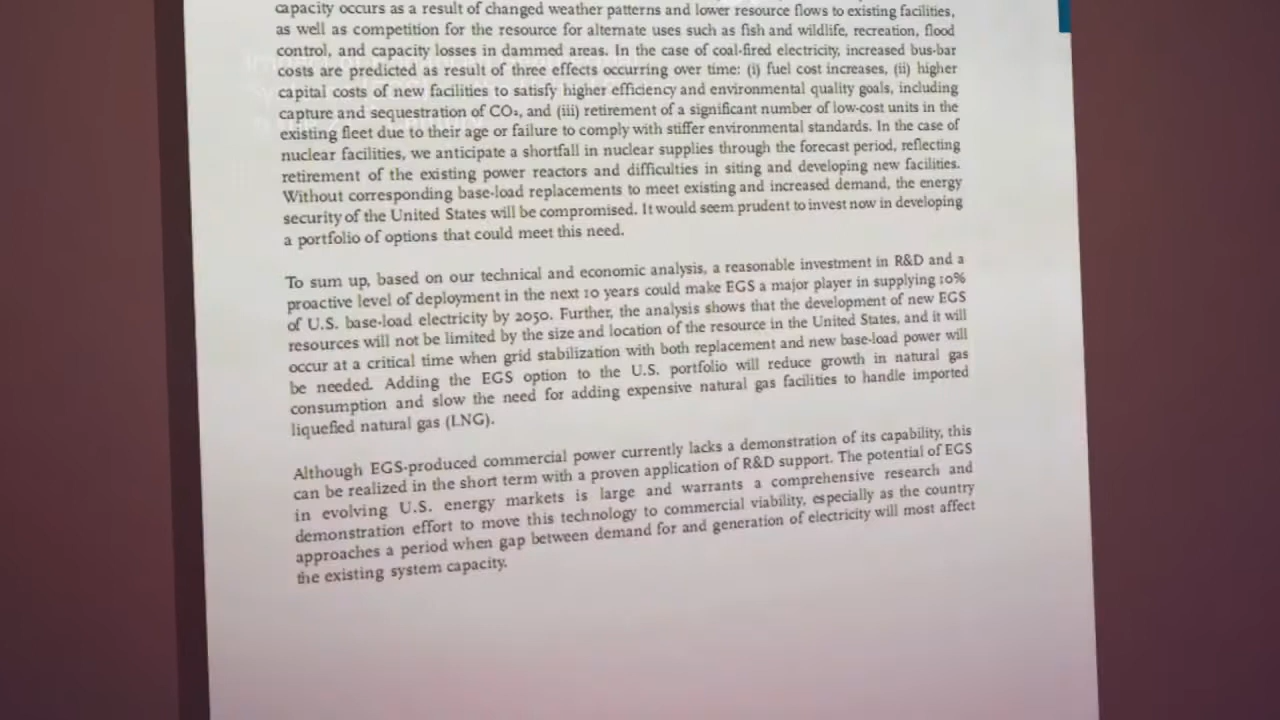 capacity occurs as a result of changed weather patterns and lower resource flows to existing facilities,
as well as competition for the resource for alternate uses such as fish and wildlife, recreation, flood
control, and capacity losses in dammed areas. In the case of coal-fired electricity, increased bus-bar
costs are predicted as result of three effects occurring over time: (i) fuel cost increases, (ii) higher
capital costs of new facilities to satisfy higher efficiency and environmental quality goals, including
capture and sequestration of CO₂, and (iii) retirement of a significant number of low-cost units in the
existing fleet due to their age or failure to comply with stiffer environmental standards. In the case of
nuclear facilities, we anticipate a shortfall in nuclear supplies through the forecast period, reflecting
retirement of the existing power reactors and difficulties in siting and developing new facilities.
Without corresponding base-load replacements to meet existing and increased demand, the energy
security of the United States will be compromised. It would seem prudent to invest now in developing
a portfolio of options that could meet this need.
To sum up, based on our technical and economic analysis, a reasonable investment in R&D and a
proactive level of deployment in the next 10 years could make EGS a major player in supplying 10%
of U.S. base-load electricity by 2050. Further, the analysis shows that the development of new EGS
resources will not be limited by the size and location of the resource in the United States, and it will
occur at a critical time when grid stabilization with both replacement and new base-load power will
be needed. Adding the EGS option to the U.S. portfolio will reduce growth in natural gas
consumption and slow the need for adding expensive natural gas facilities to handle imported
liquefied natural gas (LNG).
Although EGS-produced commercial power currently lacks a demonstration of its capability, this
can be realized in the short term with a proven application of R&D support. The potential of EGS
in evolving U.S. energy markets is large and warrants a comprehensive research and
demonstration effort to move this technology to commercial viability, especially as the country
approaches a period when gap between demand for and generation of electricity will most affect
the existing system capacity.